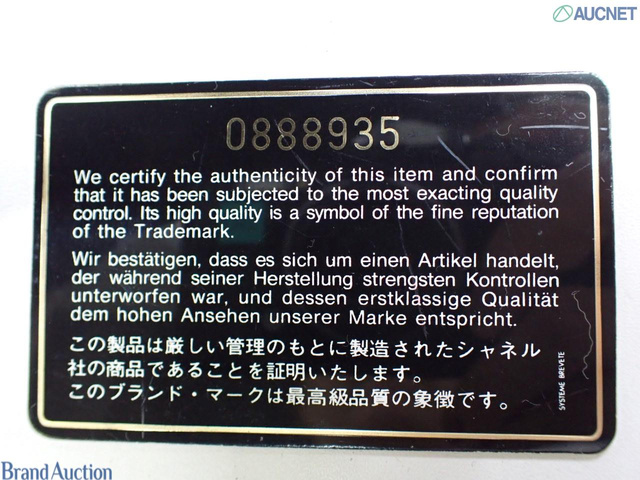 AUCNET
0888935
We certify the authenticity of this item and confirm
that it has been subjected to the most exacting quality
control. Its high quality is a symbol of the fine reputation
of the Trademark.
Wir bestätigen, dass es sich um einen Artikel handelt,
der während seiner Herstellung strengsten Kontrollen
unterworfen war, und dessen erstklassige Qualität
dem hohen Ansehen unserer Marke entspricht.
この製品は厳しい管理のもとに製造されたシャネル
社の商品であることを証明いたします。
このブランド・マークは最高級品質の象徴です。
SYSTEME BREVETE
Brand Auction